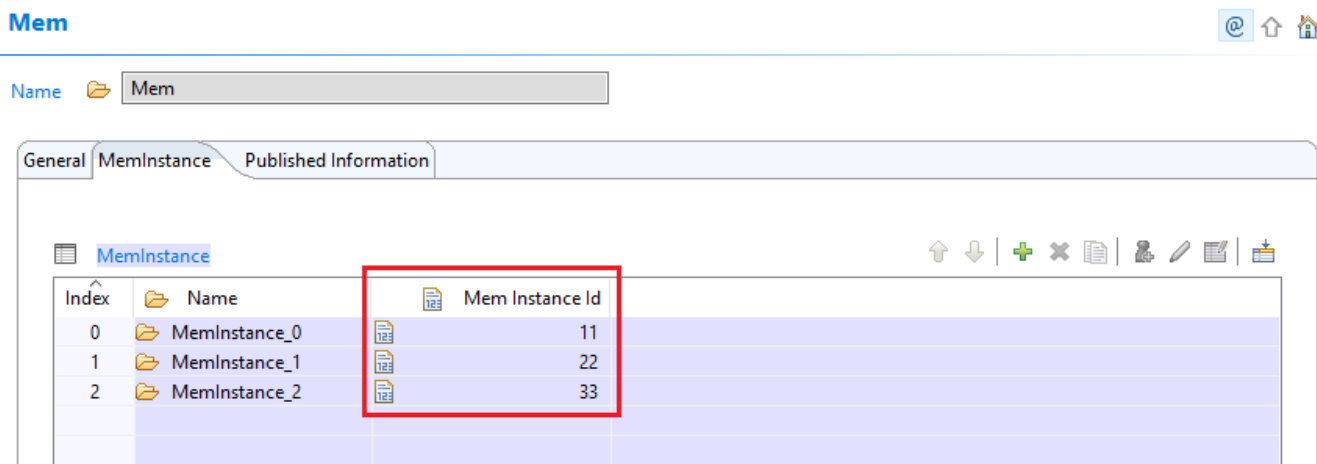 Mem
Name Mem
General MemInstance Published Information
MemInstance
Index Name Mem Instance Id
0 MemInstance_0 11
1 MemInstance_1 22
2 MemInstance_2 33